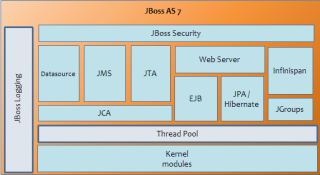 JBoss AS 7
JBoss Logging
JBoss Security
Datasource
JMS
JTA
Web Server
Infinispan
EJB
JPA /
Hibernate
JGroups
JCA
Thread Pool
Kernel
modules